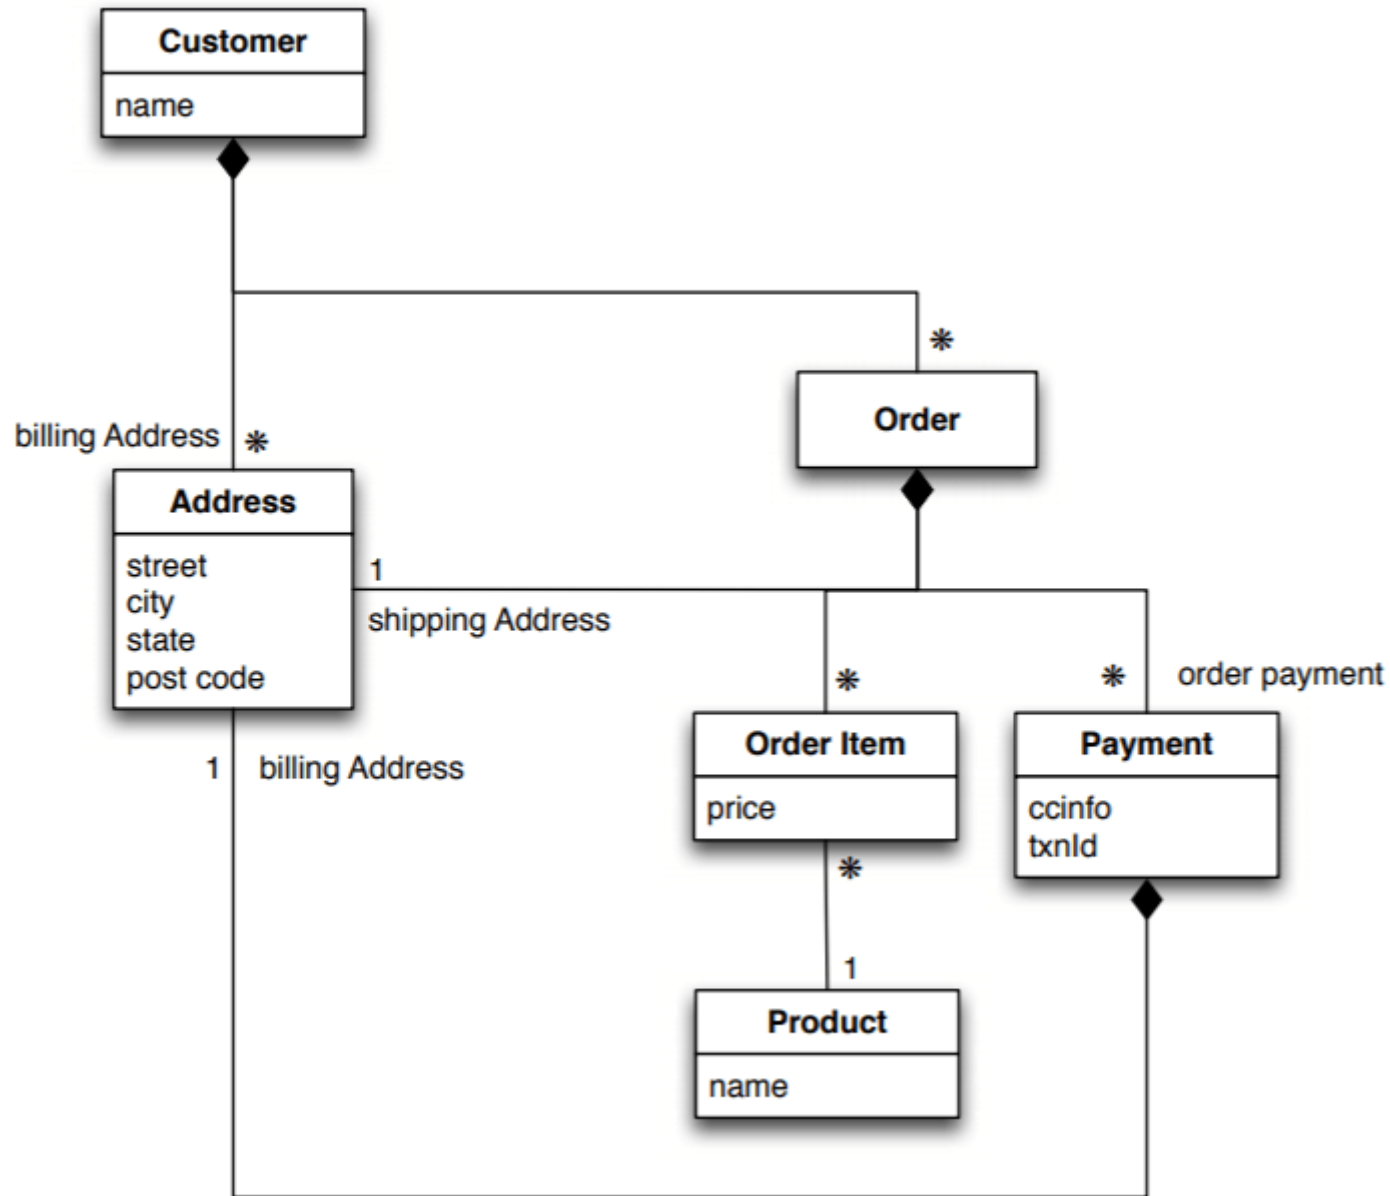 Customer
name
*
Order
billing Address *
Address
street
city
state
post code
1
shipping Address
* order payment
*
Order Item
price
Payment
ccinfo
txnId
1 billing Address
*
1
Product
name